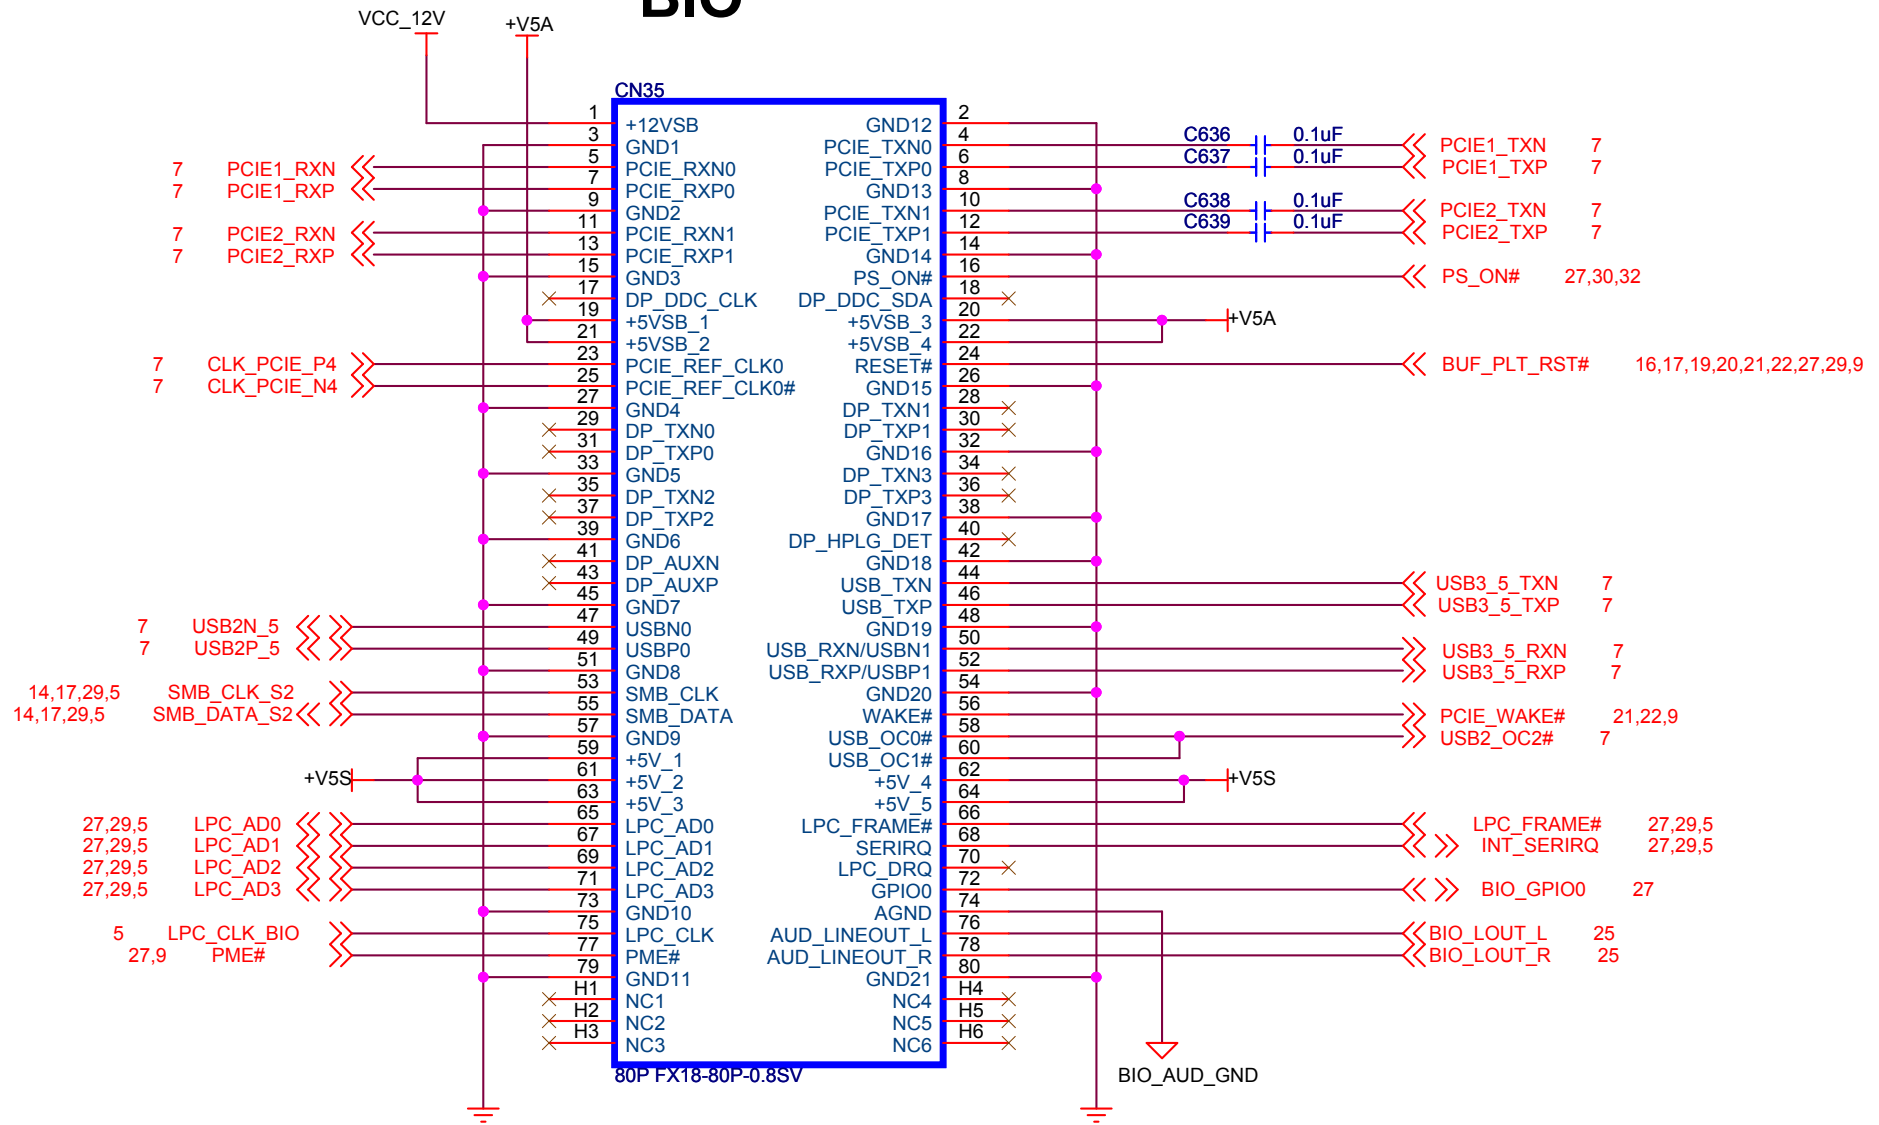 BIO
VCC_12V +V5A
CN35
1 +12VSB GND12 2
3 GND1 PCIE_TXN0 4 C636 0.1uF PCIE1_TXN 7
7 PCIE1_RXN 5 PCIE_RXN0 PCIE_TXP0 6 C637 0.1uF PCIE1_TXP 7
7 PCIE1_RXP 7 PCIE_RXP0 GND13 8
9 GND2 PCIE_TXN1 10 C638 0.1uF PCIE2_TXN 7
7 PCIE2_RXN 11 PCIE_RXN1 PCIE_TXP1 12 C639 0.1uF PCIE2_TXP 7
7 PCIE2_RXP 13 PCIE_RXP1 GND14 14
15 GND3 PS_ON# 16 PS_ON# 27,30,32
17 DP_DDC_CLK DP_DDC_SDA 18
19 +5VSB_1 +5VSB_3 20 +V5A
21 +5VSB_2 +5VSB_4 22
7 CLK_PCIE_P4 23 PCIE_REF_CLK0 RESET# 24 BUF_PLT_RST# 16,17,19,20,21,22,27,29,9
7 CLK_PCIE_N4 25 PCIE_REF_CLK0# GND15 26
27 GND4 DP_TXN1 28
29 DP_TXN0 DP_TXP1 30
31 DP_TXP0 GND16 32
33 GND5 DP_TXN3 34
35 DP_TXN2 DP_TXP3 36
37 DP_TXP2 GND17 38
39 GND6 DP_HPLG_DET 40
41 DP_AUXN GND18 42
43 DP_AUXP USB_TXN 44 USB3_5_TXN 7
45 GND7 USB_TXP 46 USB3_5_TXP 7
7 USB2N_5 47 USBN0 GND19 48
7 USB2P_5 49 USBP0 USB_RXN/USBN1 50 USB3_5_RXN 7
51 GND8 USB_RXP/USBP1 52 USB3_5_RXP 7
14,17,29,5 SMB_CLK_S2 53 SMB_CLK GND20 54
14,17,29,5 SMB_DATA_S2 55 SMB_DATA WAKE# 56 PCIE_WAKE# 21,22,9
57 GND9 USB_OC0# 58 USB2_OC2# 7
59 +5V_1 USB_OC1# 60
+V5S 61 +5V_2 +5V_4 62 +V5S
63 +5V_3 +5V_5 64
27,29,5 LPC_AD0 65 LPC_AD0 LPC_FRAME# 66 LPC_FRAME# 27,29,5
27,29,5 LPC_AD1 67 LPC_AD1 SERIRQ 68 INT_SERIRQ 27,29,5
27,29,5 LPC_AD2 69 LPC_AD2 LPC_DRQ 70
27,29,5 LPC_AD3 71 LPC_AD3 GPIO0 72 BIO_GPIO0 27
73 GND10 AGND 74
5 LPC_CLK_BIO 75 LPC_CLK AUD_LINEOUT_L 76 BIO_LOUT_L 25
27,9 PME# 77 PME# AUD_LINEOUT_R 78 BIO_LOUT_R 25
79 GND11 GND21 80
H1 NC1 NC4 H4
H2 NC2 NC5 H5
H3 NC3 NC6 H6
80P FX18-80P-0.8SV BIO_AUD_GND